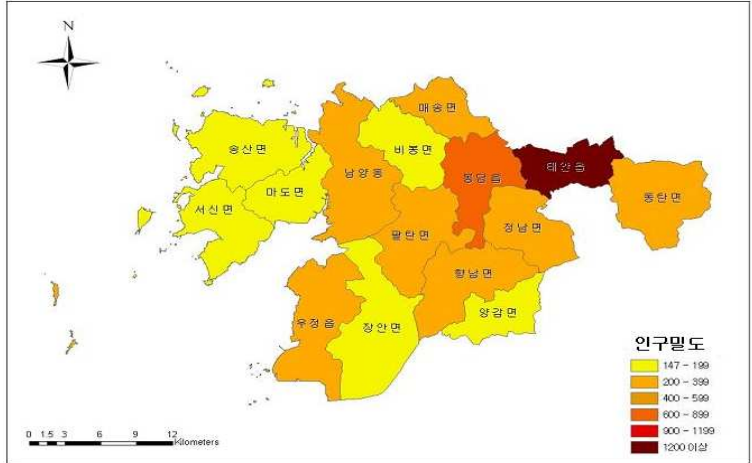 N
매송면
송산면
비봉면
태안읍
남양동
봉담읍
마도면
동탄면
서신면
정남면
팔탄면
향남면
양감면
우정읍
장안면
인구밀도
147 - 199
200 - 399
400 - 599
600 - 899
900 - 1199
1200 이상
0 1.5 3 6 9 12
Kilometers